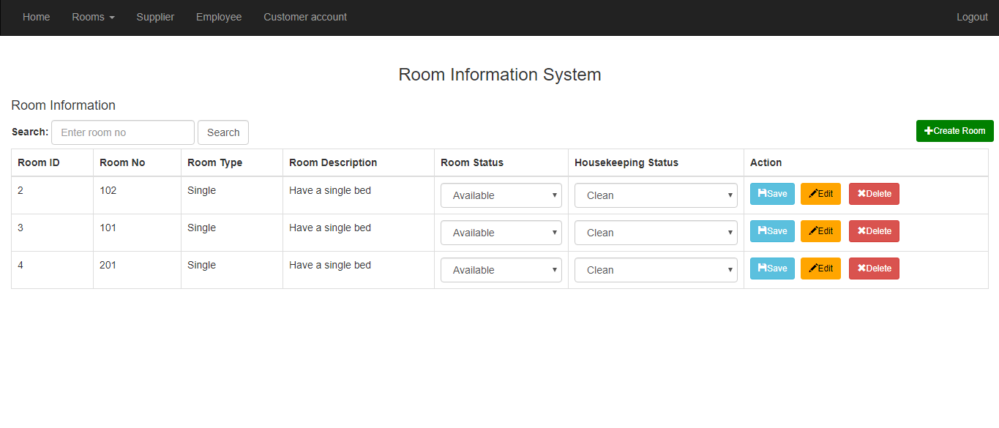 Home Rooms Supplier Employee Customer account Logout
Room Information System
Room Information
Search: Enter room no Search Create Room
Room ID Room No Room Type Room Description Room Status Housekeeping Status Action
2 102 Single Have a single bed Available Clean Save Edit Delete
3 101 Single Have a single bed Available Clean Save Edit Delete
4 201 Single Have a single bed Available Clean Save Edit Delete